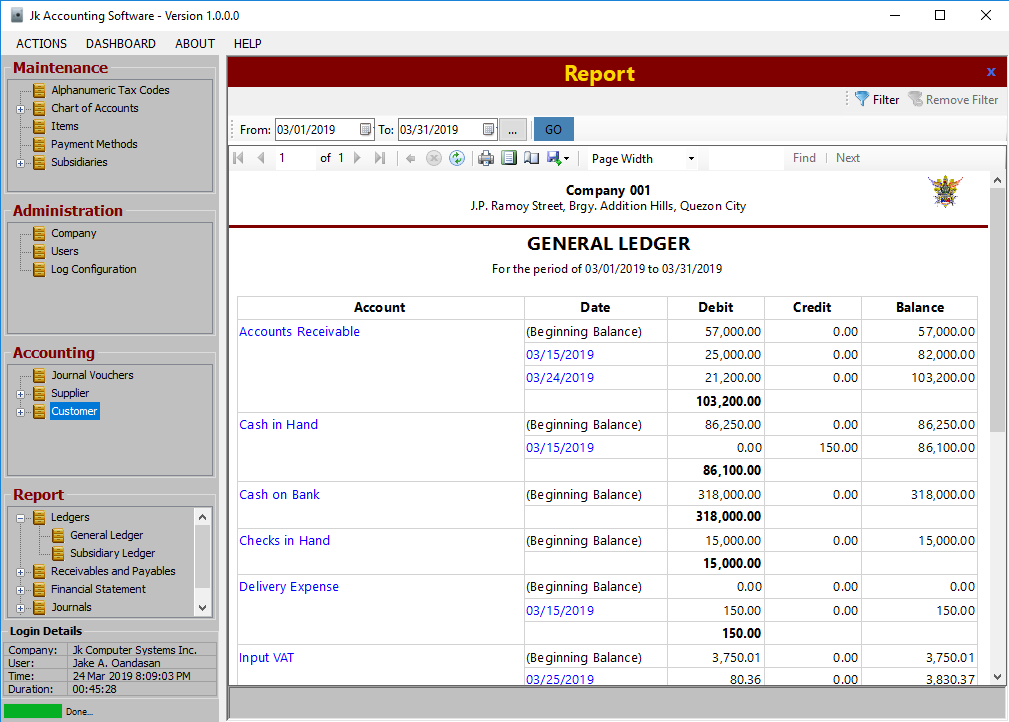 Jk Accounting Software - Version 1.0.0.0
ACTIONS DASHBOARD ABOUT HELP
Maintenance
Alphanumeric Tax Codes
Chart of Accounts
Items
Payment Methods
Subsidiaries
Administration
Company
Users
Log Configuration
Accounting
Journal Vouchers
Supplier
Customer
Report
Ledgers
General Ledger
Subsidiary Ledger
Receivables and Payables
Financial Statement
Journals
Login Details
Company: Jk Computer Systems Inc.
User: Jake A. Oandasan
Time: 24 Mar 2019 8:09:03 PM
Duration: 00:45:28
Done...
Report x
Filter Remove Filter
From: 03/01/2019 To: 03/31/2019 ... GO
1 of 1 Page Width Find | Next
Company 001
J.P. Ramoy Street, Brgy. Addition Hills, Quezon City
GENERAL LEDGER
For the period of 03/01/2019 to 03/31/2019
Account Date Debit Credit Balance
Accounts Receivable (Beginning Balance) 57,000.00 0.00 57,000.00
03/15/2019 25,000.00 0.00 82,000.00
03/24/2019 21,200.00 0.00 103,200.00
103,200.00
Cash in Hand (Beginning Balance) 86,250.00 0.00 86,250.00
03/15/2019 0.00 150.00 86,100.00
86,100.00
Cash on Bank (Beginning Balance) 318,000.00 0.00 318,000.00
318,000.00
Checks in Hand (Beginning Balance) 15,000.00 0.00 15,000.00
15,000.00
Delivery Expense (Beginning Balance) 0.00 0.00 0.00
03/15/2019 150.00 0.00 150.00
150.00
Input VAT (Beginning Balance) 3,750.01 0.00 3,750.01
03/25/2019 80.36 0.00 3,830.37